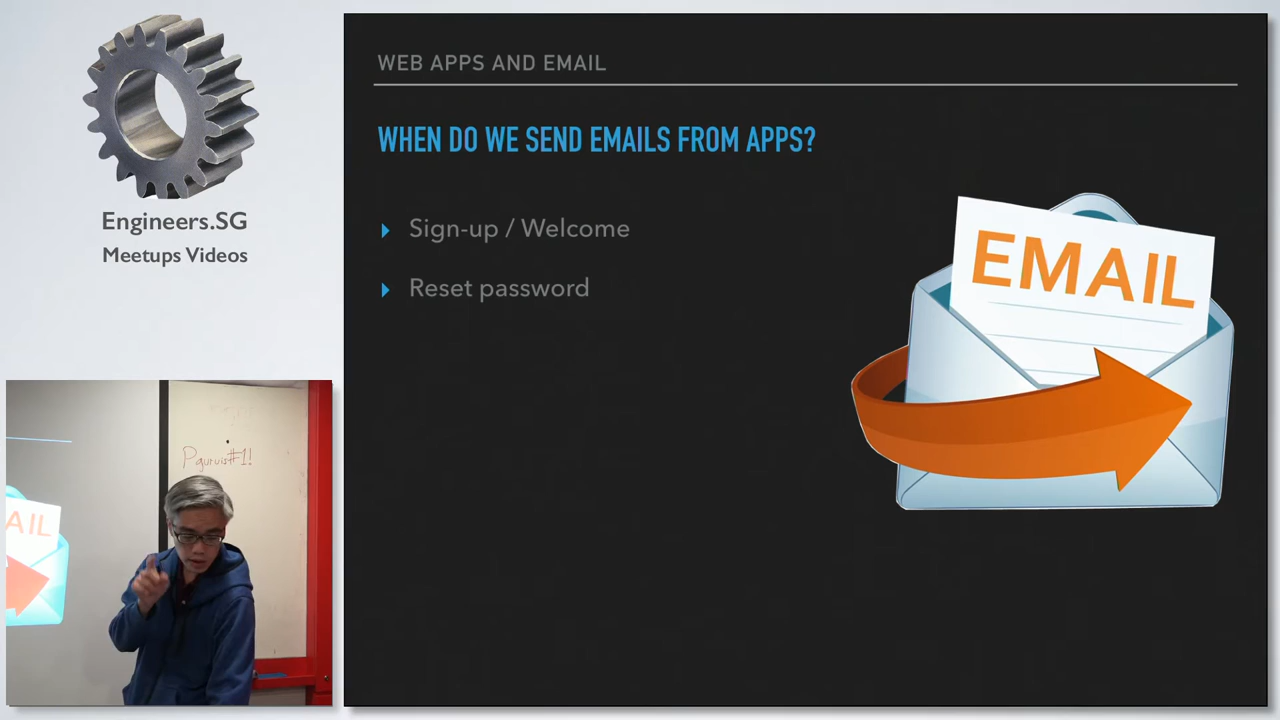 Engineers.SG
Meetups Videos
WEB APPS AND EMAIL
WHEN DO WE SEND EMAILS FROM APPS?
Sign-up / Welcome
Reset password
EMAIL
AIL